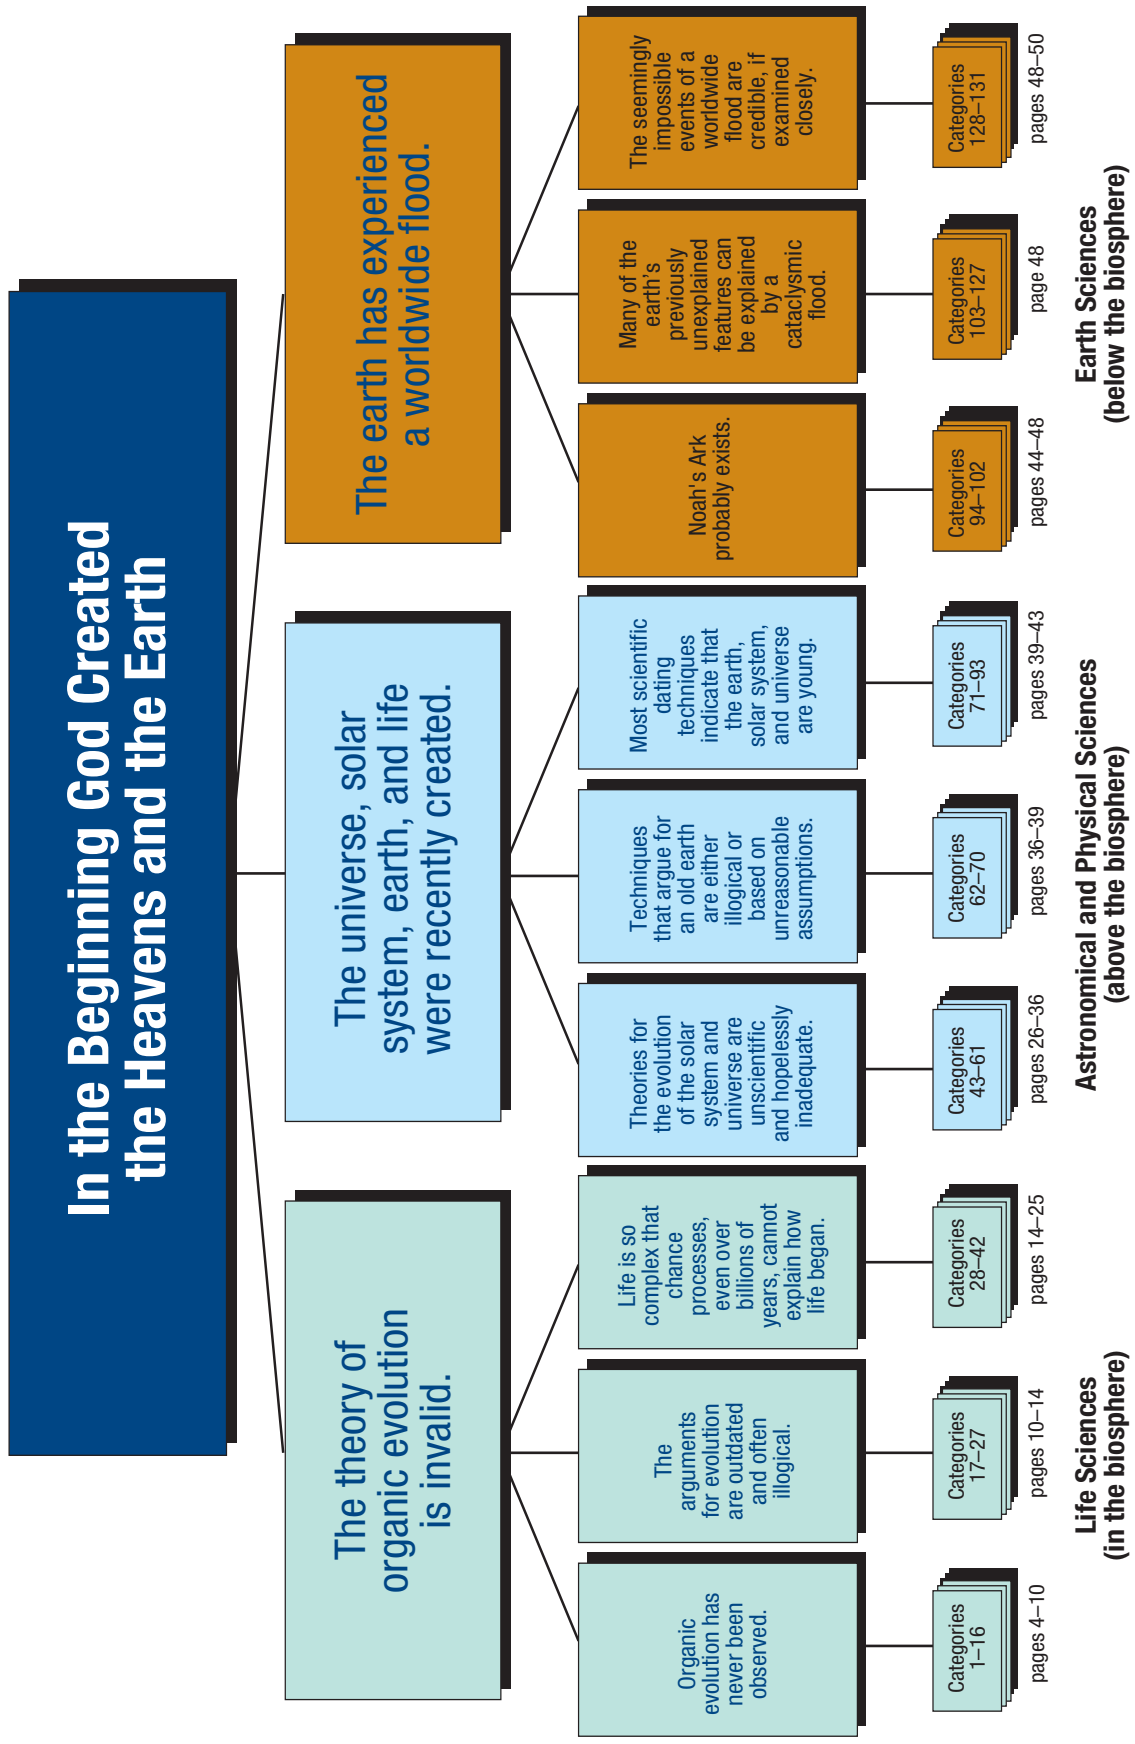 In the Beginning God Created
the Heavens and the Earth
The theory of
organic evolution
is invalid.
The universe, solar
system, earth, and life
were recently created.
The earth has experienced
a worldwide flood.
Organic
evolution has
never been
observed.
The
arguments
for evolution
are outdated
and often
illogical.
Life is so
complex that
chance
processes,
even over
billions of
years, cannot
explain how
life began.
Theories for
the evolution
of the solar
system and
universe are
unscientific
and hopelessly
inadequate.
Techniques
that argue for
an old earth
are either
illogical or
based on
unreasonable
assumptions.
Most scientific
dating
techniques
indicate that
the earth,
solar system,
and universe
are young.
Noah's Ark
probably exists.
Many of the
earth’s
previously
unexplained
features can
be explained
by a
cataclysmic
flood.
The seemingly
impossible
events of a
worldwide
flood are
credible, if
examined
closely.
Categories
1–16
Categories
17–27
Categories
28–42
Categories
43–61
Categories
62–70
Categories
71–93
Categories
94–102
Categories
103–127
Categories
128–131
pages 4–10
pages 10–14
pages 14–25
pages 26–36
pages 36–39
pages 39–43
pages 44–48
page 48
pages 48–50
Life Sciences
(in the biosphere)
Astronomical and Physical Sciences
(above the biosphere)
Earth Sciences
(below the biosphere)